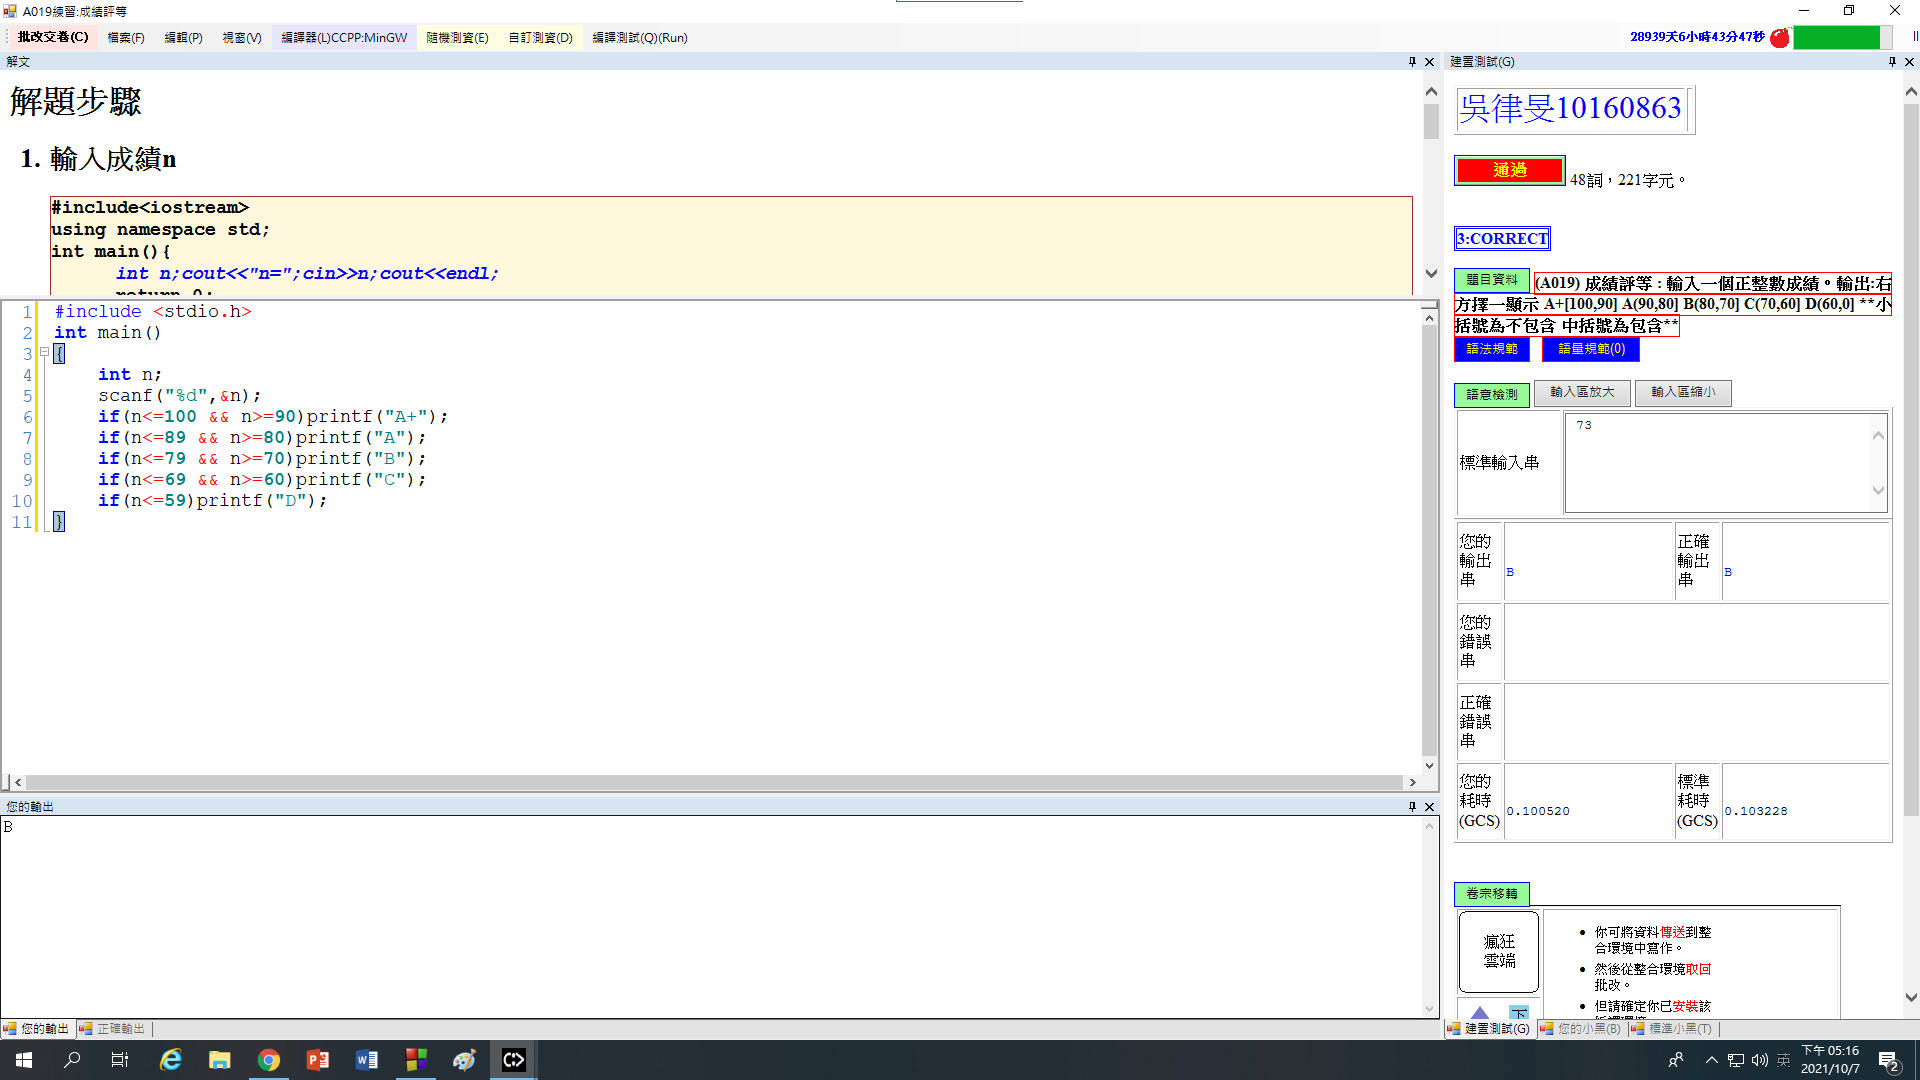 A019練習:成績評等
批改交卷(C) 檔案(F) 編輯(P) 視窗(V) 編譯器(L)CCPP:MinGW 隨機測資(E) 自訂測資(D) 編譯測試(Q)(Run) 28939天6小時43分47秒
解文
解題步驟
1. 輸入成績n
#include<iostream>
using namespace std;
int main(){
int n;cout<<"n=";cin>>n;cout<<endl;
return 0;
1 #include <stdio.h>
2 int main()
3 {
4 int n;
5 scanf("%d",&n);
6 if(n<=100 && n>=90)printf("A+");
7 if(n<=89 && n>=80)printf("A");
8 if(n<=79 && n>=70)printf("B");
9 if(n<=69 && n>=60)printf("C");
10 if(n<=59)printf("D");
11 }
您的輸出
B
您的輸出 正確輸出
建置測試(G)
吳律旻10160863
通過 48詞，221字元。
3:CORRECT
題目資料 (A019) 成績評等：輸入一個正整數成績。輸出:右
方擇一顯示 A+[100,90] A(90,80] B(80,70] C(70,60] D(60,0] **小
括號為不包含 中括號為包含**
語法規範 語量規範(0)
語意檢測 輸入區放大 輸入區縮小
標準輸入串 73
您的輸出串 B 正確輸出串 B
您的錯誤串
正確錯誤串
您的耗時(GCS) 0.100520 標準耗時(GCS) 0.103228
卷宗移轉
瘋狂
雲端
下
• 你可將資料傳送到整
合環境中寫作。
• 然後從整合環境取回
批改。
• 但請確定你已安裝該
建置測試(G) 您的小黑(B) 標準小黑(T)
英 下午 05:16
2021/10/7 2